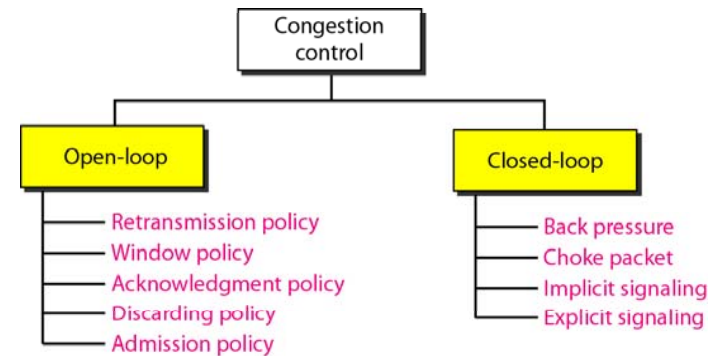 Congestion
control
Open-loop
Retransmission policy
Window policy
Acknowledgment policy
Discarding policy
Admission policy
Closed-loop
Back pressure
Choke packet
Implicit signaling
Explicit signaling